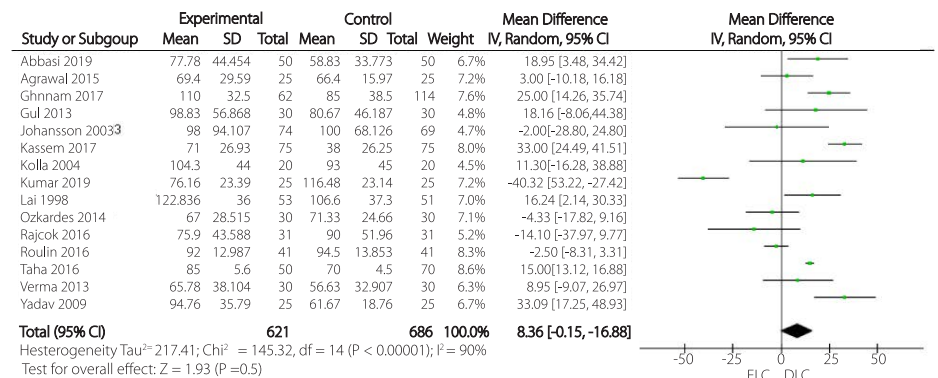 Experimental Control Mean Difference Mean Difference
Study or Subgoup Mean SD Total Mean SD Total Weight IV, Random, 95% CI IV, Random, 95% CI
Abbasi 2019 77.78 44.454 50 58.83 33.773 50 6.7% 18.95 [3.48, 34.42]
Agrawal 2015 69.4 29.59 25 66.4 15.97 25 7.2% 3.00 [-10.18, 16.18]
Ghnnam 2017 110 32.5 62 85 38.5 114 7.6% 25.00 [14.26, 35.74]
Gul 2013 98.83 56.868 30 80.67 46.187 30 4.8% 18.16 [-8.06,44.38]
Johansson 20033 98 94.107 74 100 68.126 69 4.7% -2.00[-28.80, 24.80]
Kassem 2017 71 26.93 75 38 26.25 75 8.0% 33.00 [24.49, 41.51]
Kolla 2004 104.3 44 20 93 45 20 4.6% 11.30[-16.28, 38.88]
Kumar 2019 76.16 23.39 25 116.48 23.14 25 7.2% -40.32 [53.22, -27.42]
Lai 1998 122.836 36 53 106.6 37.3 51 7.0% 16.24 [2.14, 30.33]
Ozkardes 2014 67 28.515 30 71.33 24.66 30 7.1% -4.33 [-17.82, 9.16]
Rajcok 2016 75.9 43.588 31 90 51.96 31 5.2% -14.10 [-37.97, 9.77]
Roulin 2016 92 12.987 41 94.5 13.853 41 8.3% -2.50 [-8.31, 3.31]
Taha 2016 85 5.6 50 70 4.5 70 8.6% 15.00[13.12, 16.88]
Verma 2013 65.78 38.104 30 56.63 32.907 30 6.3% 8.95 [-9.07, 26.97]
Yadav 2009 94.76 35.79 25 61.67 18.76 25 6.7% 33.09 [17.25, 48.93]
Total (95% CI) 621 686 100.0% 8.36 [-0.15, -16.88]
Hesterogeneity Tau²= 217.41; Chi² = 145.32, df = 14 (P < 0.00001); I² = 90%
Test for overall effect: Z = 1.93 (P =0.5)
-50 -25 0 25 50
ELC DLC